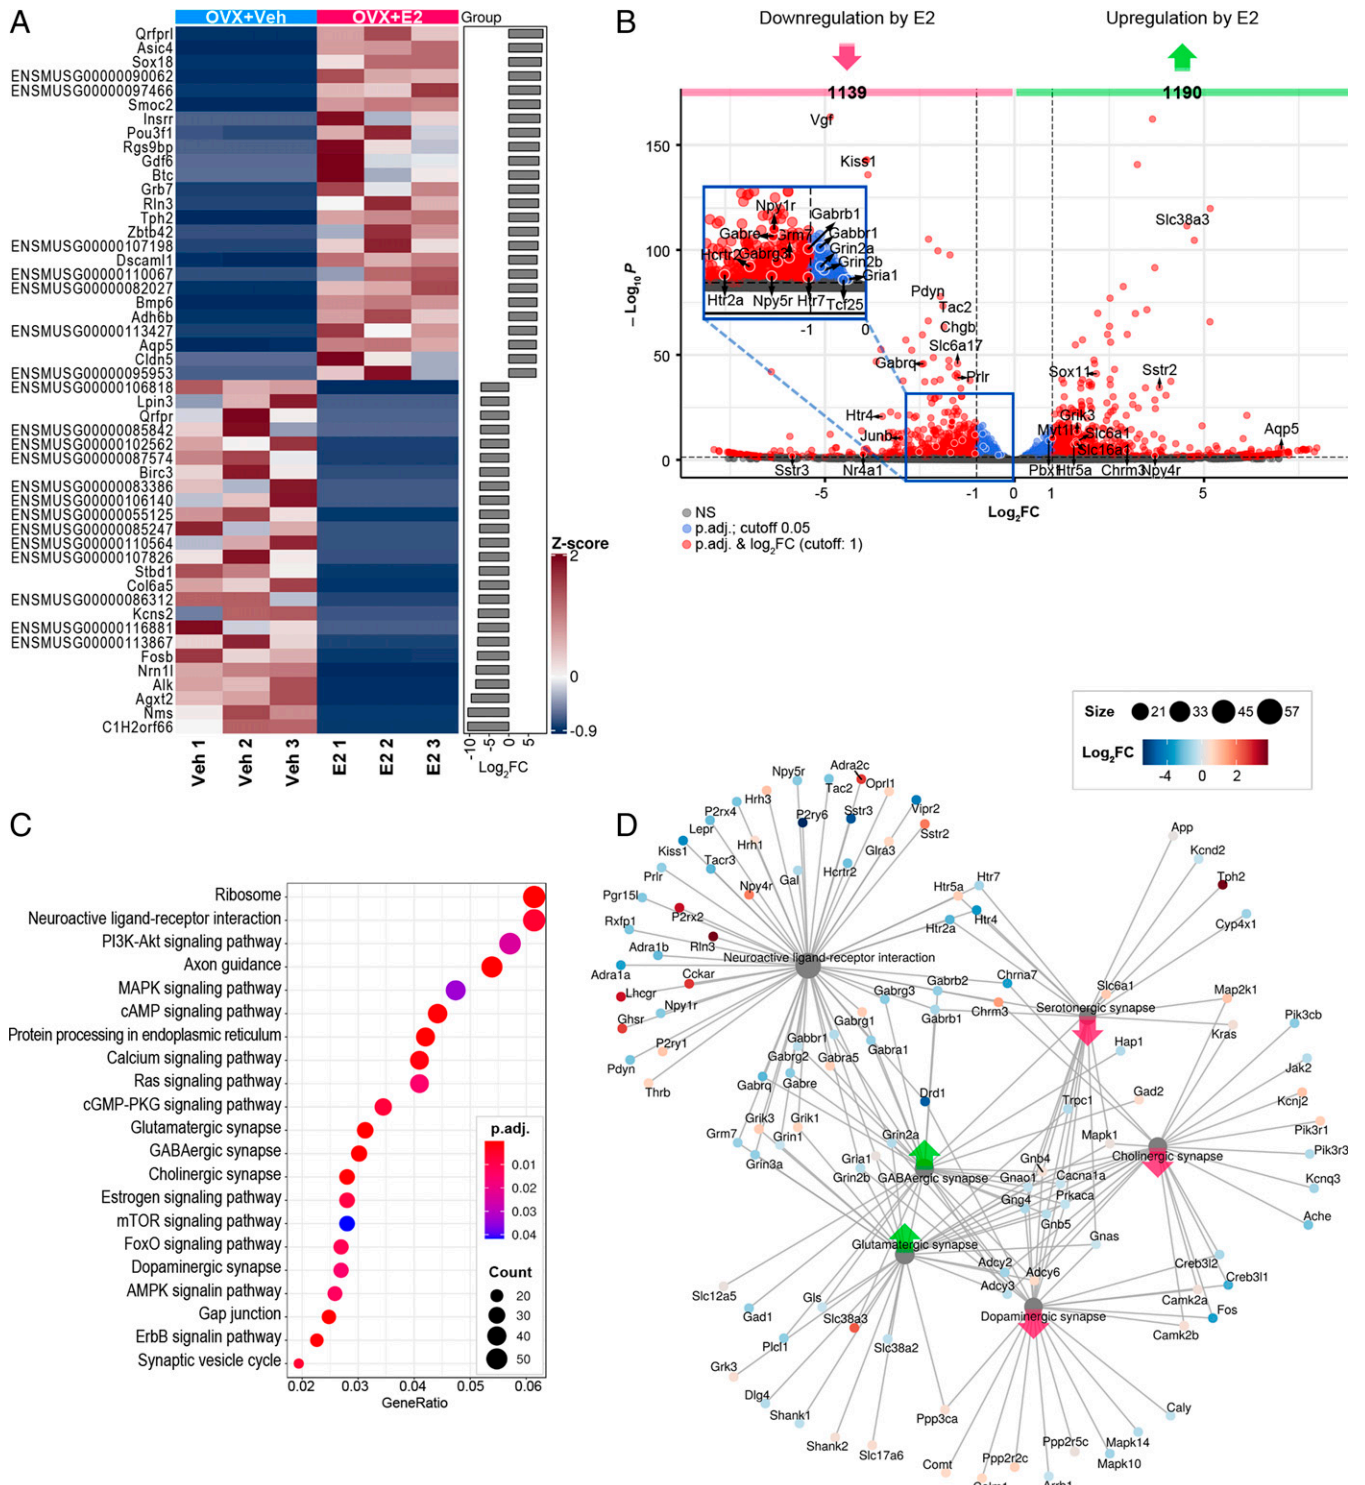 A
OVX+Veh
OVX+E2
Group
Qrfprl
Asic4
Sox18
ENSMUSG00000090062
ENSMUSG00000097466
Smoc2
Insrr
Pou3f1
Rgs9bp
Gdf6
Btc
Grb7
Rln3
Tph2
Zbtb42
ENSMUSG00000107198
Dscaml1
ENSMUSG00000110067
ENSMUSG00000082027
Bmp6
Adh6b
ENSMUSG00000113427
Aqp5
Cldn5
ENSMUSG00000095953
ENSMUSG00000106818
Lpin3
Qrfpr
ENSMUSG00000085842
ENSMUSG00000102562
ENSMUSG00000087574
Birc3
ENSMUSG00000083386
ENSMUSG00000106140
ENSMUSG00000055125
ENSMUSG00000085247
ENSMUSG00000110564
ENSMUSG00000107826
Stbd1
Col6a5
ENSMUSG00000086312
Kcns2
ENSMUSG00000116881
ENSMUSG00000113867
Fosb
Nrn1l
Alk
Agxt2
Nms
C1H2orf66
Veh 1
Veh 2
Veh 3
E2 1
E2 2
E2 3
-10
-5
0
5
Log2FC
Z-score
2
0
-0.9
B
Downregulation by E2
Upregulation by E2
1139
1190
– Log10 P
150
100
50
0
Vgf
Kiss1
Slc38a3
Npy1r
Gabrb1
Gabre
Grm7
Gabbr1
Hcrtr2
Gabrg3
Grin2a
Grin2b
Gria1
Htr2a
Npy5r
Htr7
Tcf25
-1
0
Pdyn
Tac2
Chgb
Slc6a17
Gabrq
Prlr
Htr4
Junb
Sox11
Sstr2
Grik3
Myt1l
Slc6a1
Slc16a1
Aqp5
Sstr3
Nr4a1
Pbx1
Htr5a
Chrm3
Npy4r
-5
-1
0
1
5
Log2FC
NS
p.adj.; cutoff 0.05
p.adj. & log2FC (cutoff: 1)
C
Ribosome
Neuroactive ligand-receptor interaction
PI3K-Akt signaling pathway
Axon guidance
MAPK signaling pathway
cAMP signaling pathway
Protein processing in endoplasmic reticulum
Calcium signaling pathway
Ras signaling pathway
cGMP-PKG signaling pathway
Glutamatergic synapse
GABAergic synapse
Cholinergic synapse
Estrogen signaling pathway
mTOR signaling pathway
FoxO signaling pathway
Dopaminergic synapse
AMPK signalin pathway
Gap junction
ErbB signalin pathway
Synaptic vesicle cycle
0.02
0.03
0.04
0.05
0.06
GeneRatio
p.adj.
0.01
0.02
0.03
0.04
Count
20
30
40
50
D
Size
21
33
45
57
Log2FC
-4
0
2
Npy5r
Adra2c
Tac2
Oprl1
Hrh3
P2rx4
P2ry6
Sstr3
Vipr2
Lepr
Sstr2
Kiss1
Tacr3
Hrh1
Glra3
Prlr
Npy4r
Gal
Hcrtr2
Pgr15l
P2rx2
Rxfp1
Rln3
Adra1b
Adra1a
Cckar
Lhcgr
Npy1r
Ghsr
P2ry1
Pdyn
Thrb
Neuroactive ligand-receptor interaction
App
Kcnd2
Tph2
Cyp4x1
Htr7
Htr5a
Htr4
Htr2a
Gabrb2
Chrna7
Gabrg3
Gabrb1
Chrm3
Gabrg1
Gabbr1
Gabra1
Gabrg2
Gabra5
Gabrq
Gabre
Slc6a1
Serotonergic synapse
Map2k1
Kras
Pik3cb
Hap1
Jak2
Gad2
Kcnj2
Trpc1
Pik3r1
Mapk1
Cholinergic synapse
Pik3r3
Kcnq3
Ache
Drd1
Grik3
Grik1
Grm7
Grin1
Grin2a
Grin3a
Gria1
Grin2b
GABAergic synapse
Gnb4
Gnao1
Cacna1a
Gng4
Prkaca
Gnb5
Gnas
Glutamatergic synapse
Adcy2
Adcy6
Adcy3
Creb3l2
Creb3l1
Camk2a
Fos
Camk2b
Dopaminergic synapse
Slc12a5
Gad1
Gls
Slc38a3
Plcl1
Slc38a2
Grk3
Dlg4
Shank1
Shank2
Slc17a6
Ppp3ca
Comt
Ppp2r2c
Ppp2r5c
Mapk14
Mapk10
Caly